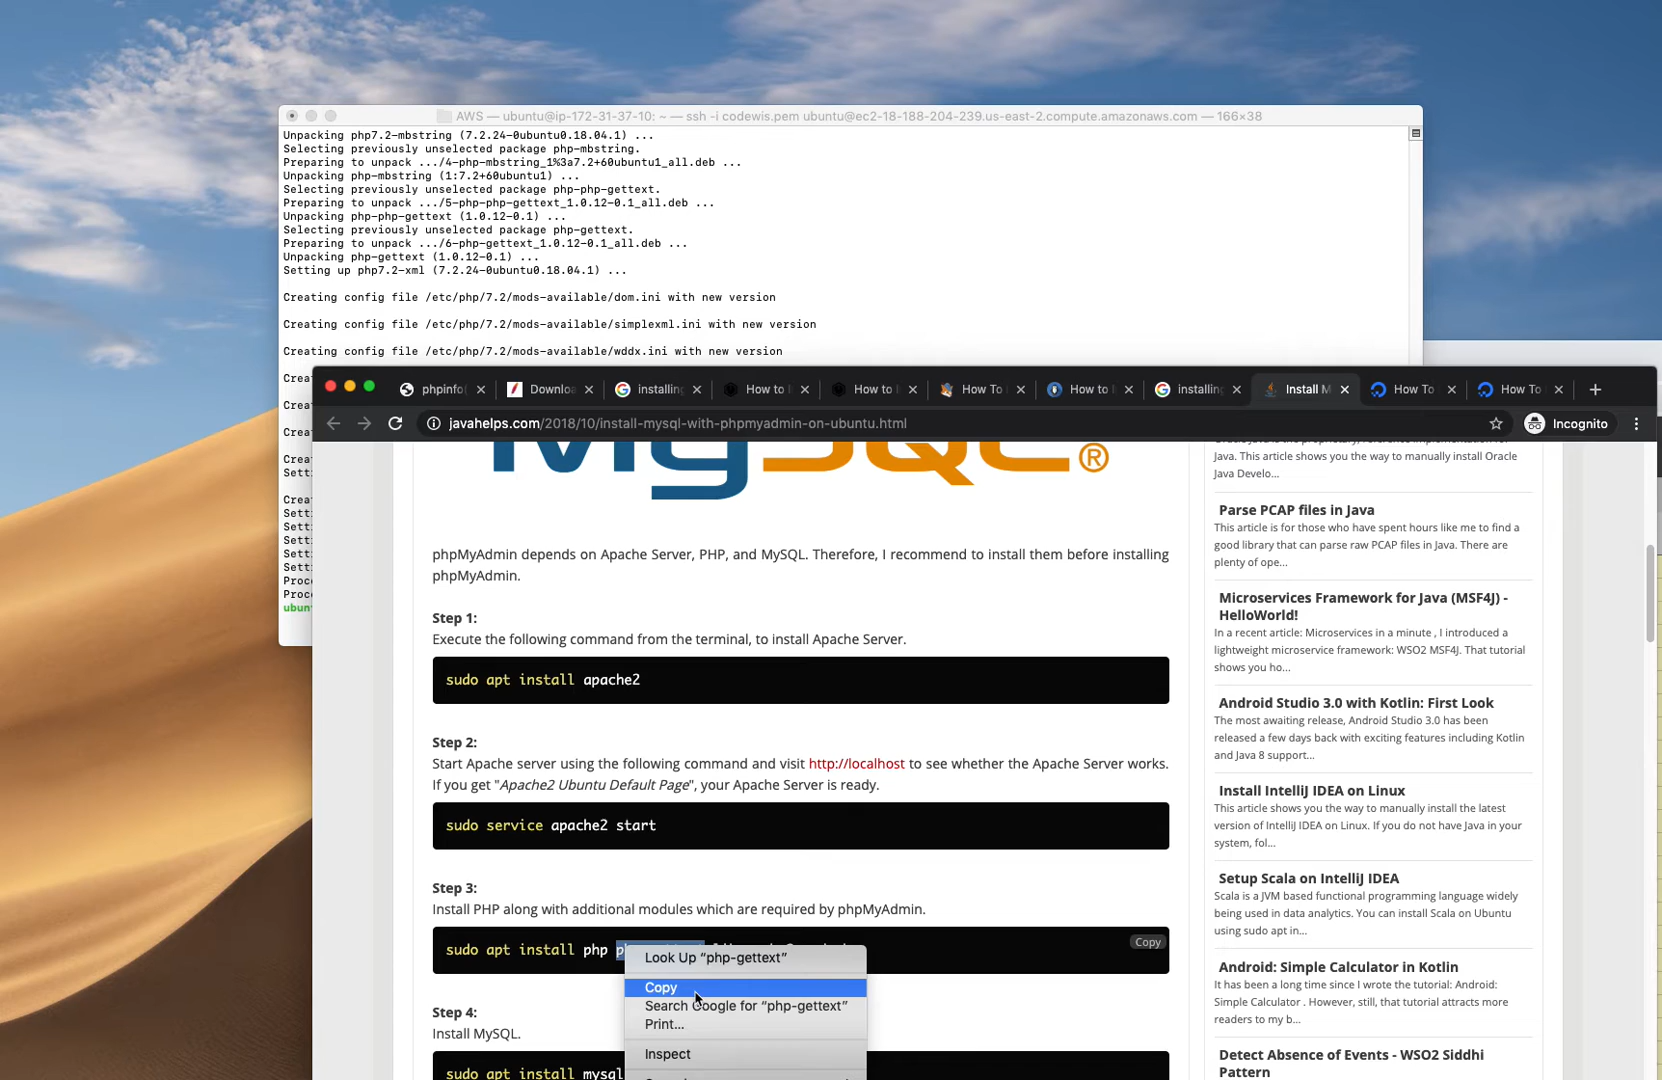 AWS — ubuntu@ip-172-31-37-10: ~ — ssh -i codewis.pem ubuntu@ec2-18-188-204-239.us-east-2.compute.amazonaws.com — 166×38
Unpacking php7.2-mbstring (7.2.24-0ubuntu0.18.04.1) ...
Selecting previously unselected package php-mbstring.
Preparing to unpack .../4-php-mbstring_1%3a7.2+60ubuntu1_all.deb ...
Unpacking php-mbstring (1:7.2+60ubuntu1) ...
Selecting previously unselected package php-php-gettext.
Preparing to unpack .../5-php-php-gettext_1.0.12-0.1_all.deb ...
Unpacking php-php-gettext (1.0.12-0.1) ...
Selecting previously unselected package php-gettext.
Preparing to unpack .../6-php-gettext_1.0.12-0.1_all.deb ...
Unpacking php-gettext (1.0.12-0.1) ...
Setting up php7.2-xml (7.2.24-0ubuntu0.18.04.1) ...
Creating config file /etc/php/7.2/mods-available/dom.ini with new version
Creating config file /etc/php/7.2/mods-available/simplexml.ini with new version
Creating config file /etc/php/7.2/mods-available/wddx.ini with new version
Crea
Crea
Crea
Crea
Sett
Crea
Sett
Sett
Sett
Sett
Sett
Proc
Proc
ubun
phpinfo( Downloa installing How to I How to I How To How to I installing Install M How To How To
javahelps.com/2018/10/install-mysql-with-phpmyadmin-on-ubuntu.html
Incognito
MySQL®
phpMyAdmin depends on Apache Server, PHP, and MySQL. Therefore, I recommend to install them before installing
phpMyAdmin.
Step 1:
Execute the following command from the terminal, to install Apache Server.
sudo apt install apache2
Step 2:
Start Apache server using the following command and visit http://localhost to see whether the Apache Server works.
If you get "Apache2 Ubuntu Default Page", your Apache Server is ready.
sudo service apache2 start
Step 3:
Install PHP along with additional modules which are required by phpMyAdmin.
sudo apt install php
Copy
Look Up “php-gettext”
Copy
Search Google for “php-gettext”
Print...
Inspect
Step 4:
Install MySQL.
sudo apt install mysql
Java. This article shows you the way to manually install Oracle
Java Develo...
Parse PCAP files in Java
This article is for those who have spent hours like me to find a
good library that can parse raw PCAP files in Java. There are
plenty of ope...
Microservices Framework for Java (MSF4J) -
HelloWorld!
In a recent article: Microservices in a minute , I introduced a
lightweight microservice framework: WSO2 MSF4J. That tutorial
shows you ho...
Android Studio 3.0 with Kotlin: First Look
The most awaiting release, Android Studio 3.0 has been
released a few days back with exciting features including Kotlin
and Java 8 support...
Install IntelliJ IDEA on Linux
This article shows you the way to manually install the latest
version of IntelliJ IDEA on Linux. If you do not have Java in your
system, fol...
Setup Scala on IntelliJ IDEA
Scala is a JVM based functional programming language widely
being used in data analytics. You can install Scala on Ubuntu
using sudo apt in...
Android: Simple Calculator in Kotlin
It has been a long time since I wrote the tutorial: Android:
Simple Calculator . However, still, that tutorial attracts more
readers to my b...
Detect Absence of Events - WSO2 Siddhi
Pattern